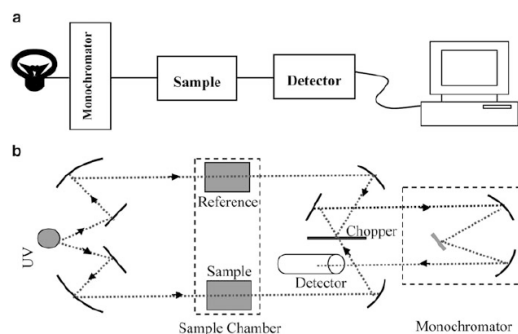 a
Monochromator
Sample
Detector
b
UV
Reference
Sample
Sample Chamber
Chopper
Detector
Monochromator